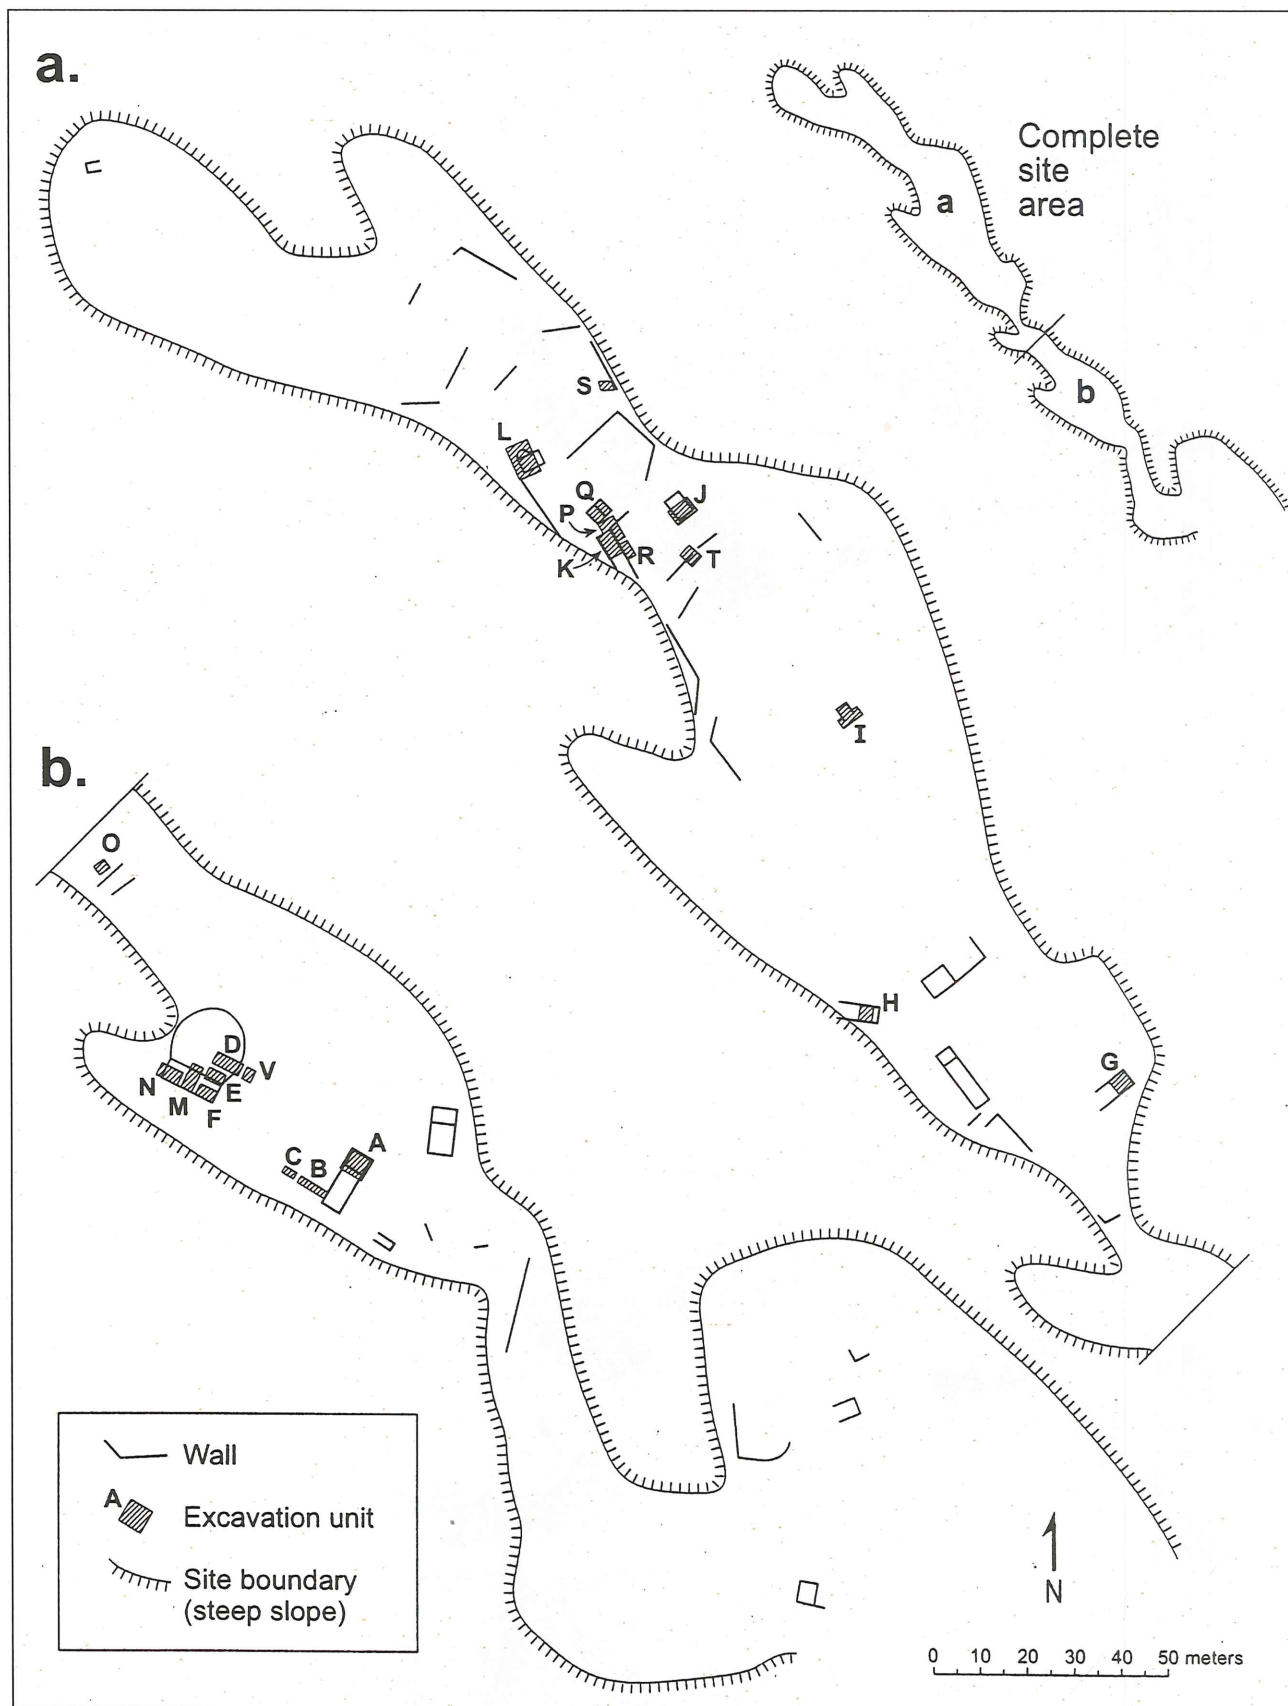 a.
Complete
site
area
a
b
S
L
Q
J
P
R
T
K
I
b.
O
H
G
D
V
N
E
M
F
A
C
B
Wall
A
Excavation unit
Site boundary
(steep slope)
N
0 10 20 30 40 50 meters